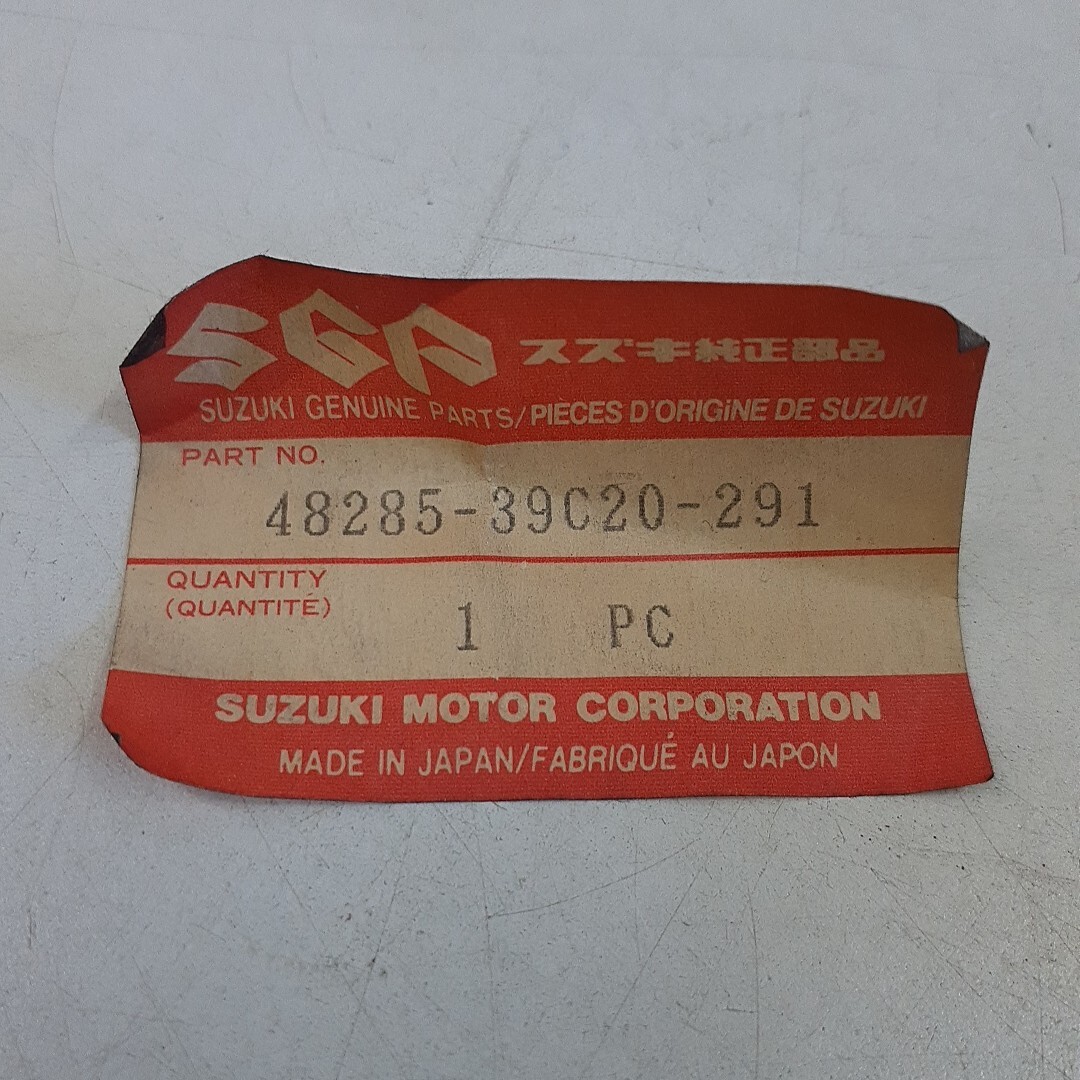 SGP スズキ純正部品
SUZUKI GENUINE PARTS/PIECES D'ORIGiNE DE SUZUKI
PART NO.
48285-39C20-291
QUANTITY
(QUANTITÉ)
1 PC
SUZUKI MOTOR CORPORATION
MADE IN JAPAN/FABRIQUÉ AU JAPON